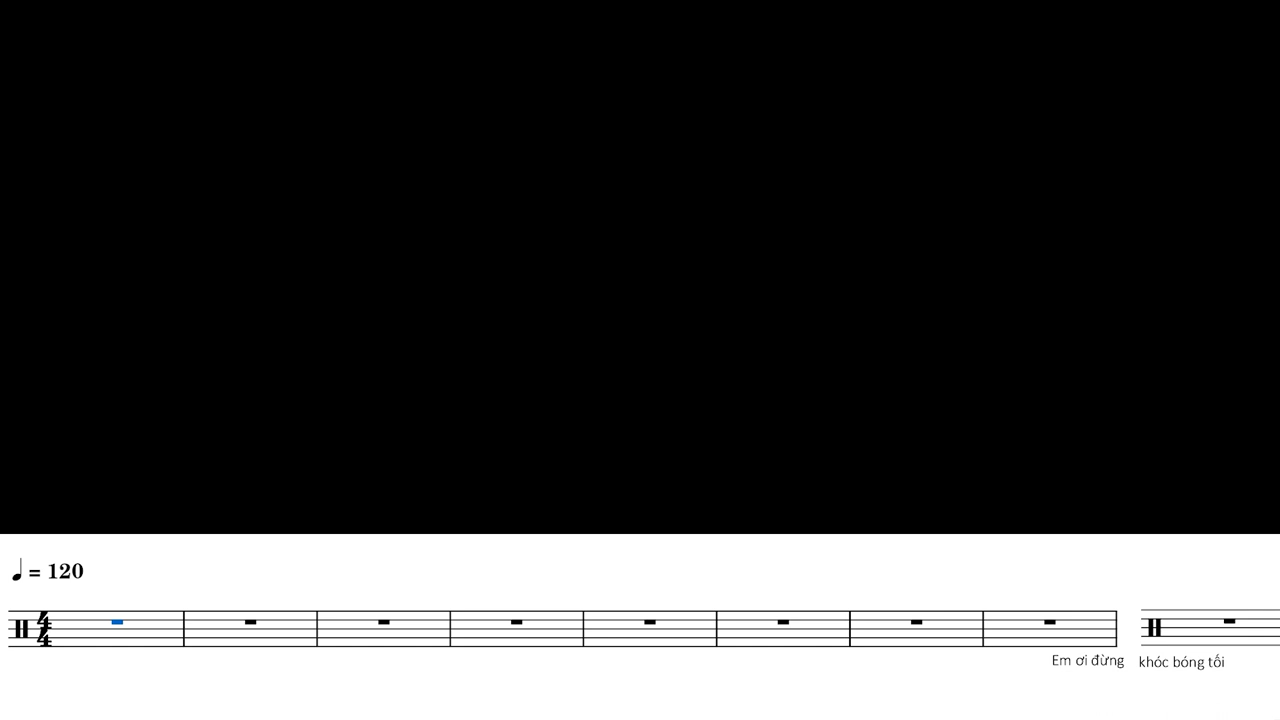 ♩ = 120
Em ơi đừng khóc bóng tối